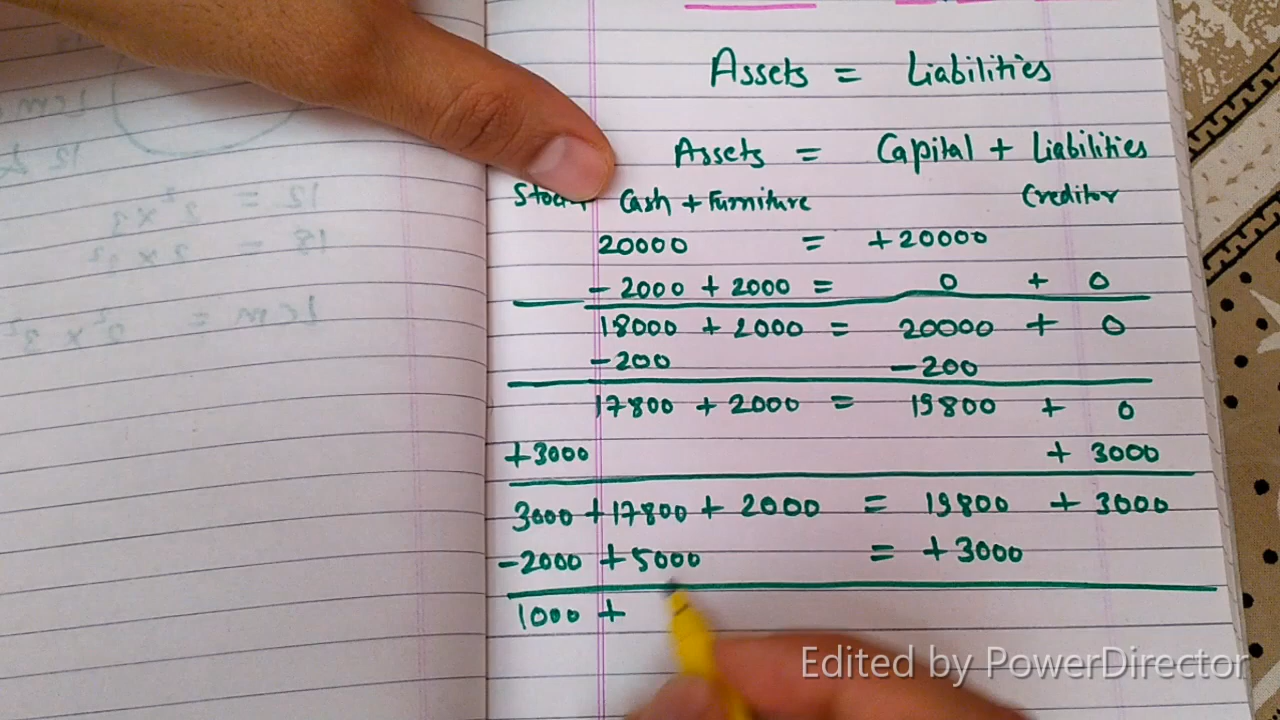 Assets = Liabilities
Assets = Capital + Liabilities
Cash + Furniture Creditor
20000 = +20000
- 2000 + 2000 = 0 + 0
18000 + 2000 = 20000 + 0
-200 -200
17800 + 2000 = 19800 + 0
+3000 + 3000
3000 + 17800 + 2000 = 19800 + 3000
-2000 + 5000 = +3000
1000 +
Edited by PowerDirector